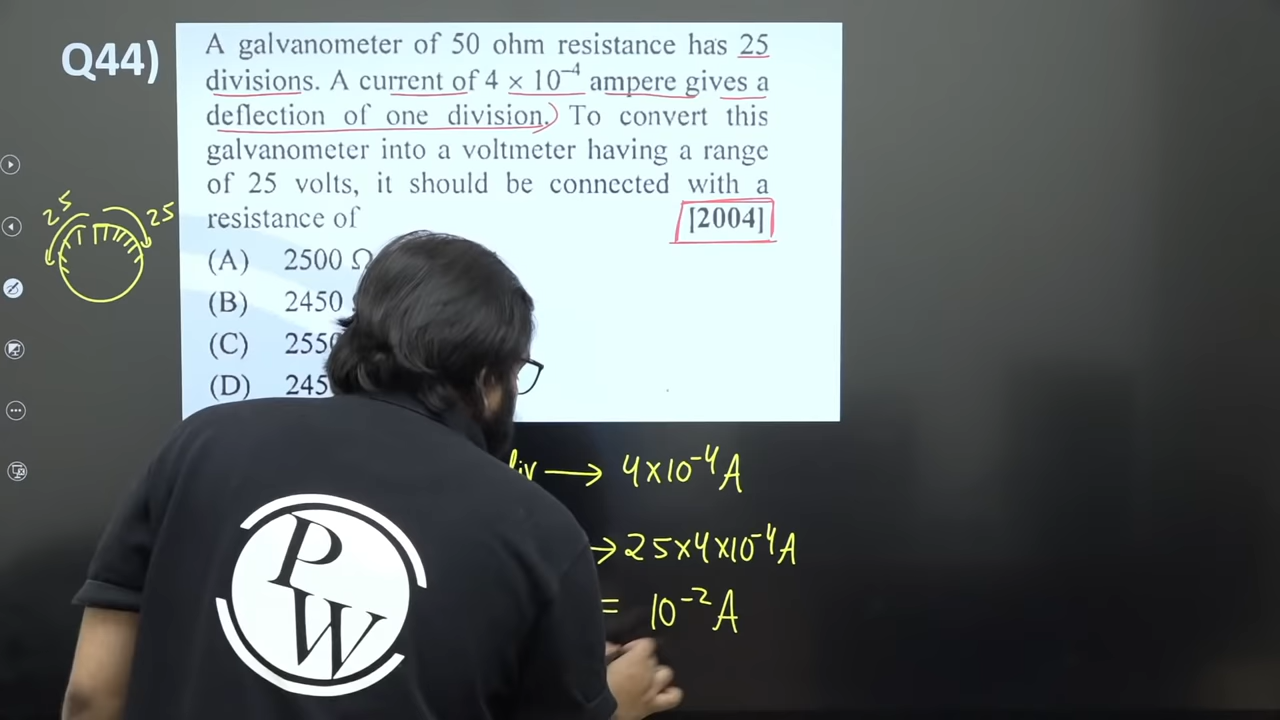 Q44)
A galvanometer of 50 ohm resistance has 25
divisions. A current of 4 × 10⁻⁴ ampere gives a
deflection of one division. To convert this
galvanometer into a voltmeter having a range
of 25 volts, it should be connected with a
resistance of [2004]
(A) 2500 Ω
(B) 2450
(C) 255
(D) 245
25 25
→ 4×10⁻⁴A
→ 25×4×10⁻⁴A
= 10⁻²A
PW